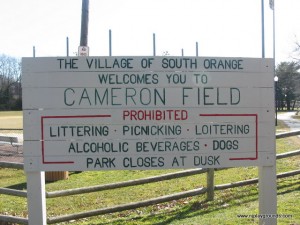 THE VILLAGE OF SOUTH ORANGE
WELCOMES YOU TO
CAMERON FIELD
PROHIBITED
LITTERING · PICNICKING · LOITERING
ALCOHOLIC BEVERAGES · DOGS
PARK CLOSES AT DUSK
www.njplaygrounds.com